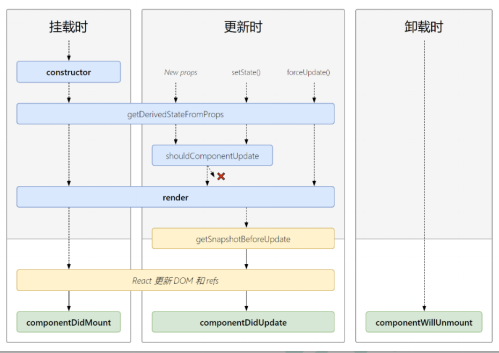 挂载时
更新时
卸载时
constructor
New props
setState()
forceUpdate()
getDerivedStateFromProps
shouldComponentUpdate
render
getSnapshotBeforeUpdate
React 更新 DOM 和 refs
componentDidMount
componentDidUpdate
componentWillUnmount